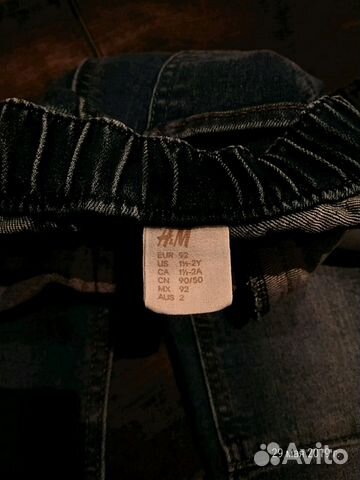 H&M
EUR 92
US 1½-2Y
CA 1½-2A
CN 90/50
MX 92
AUS 2
29 мая 2019 г.
Avito